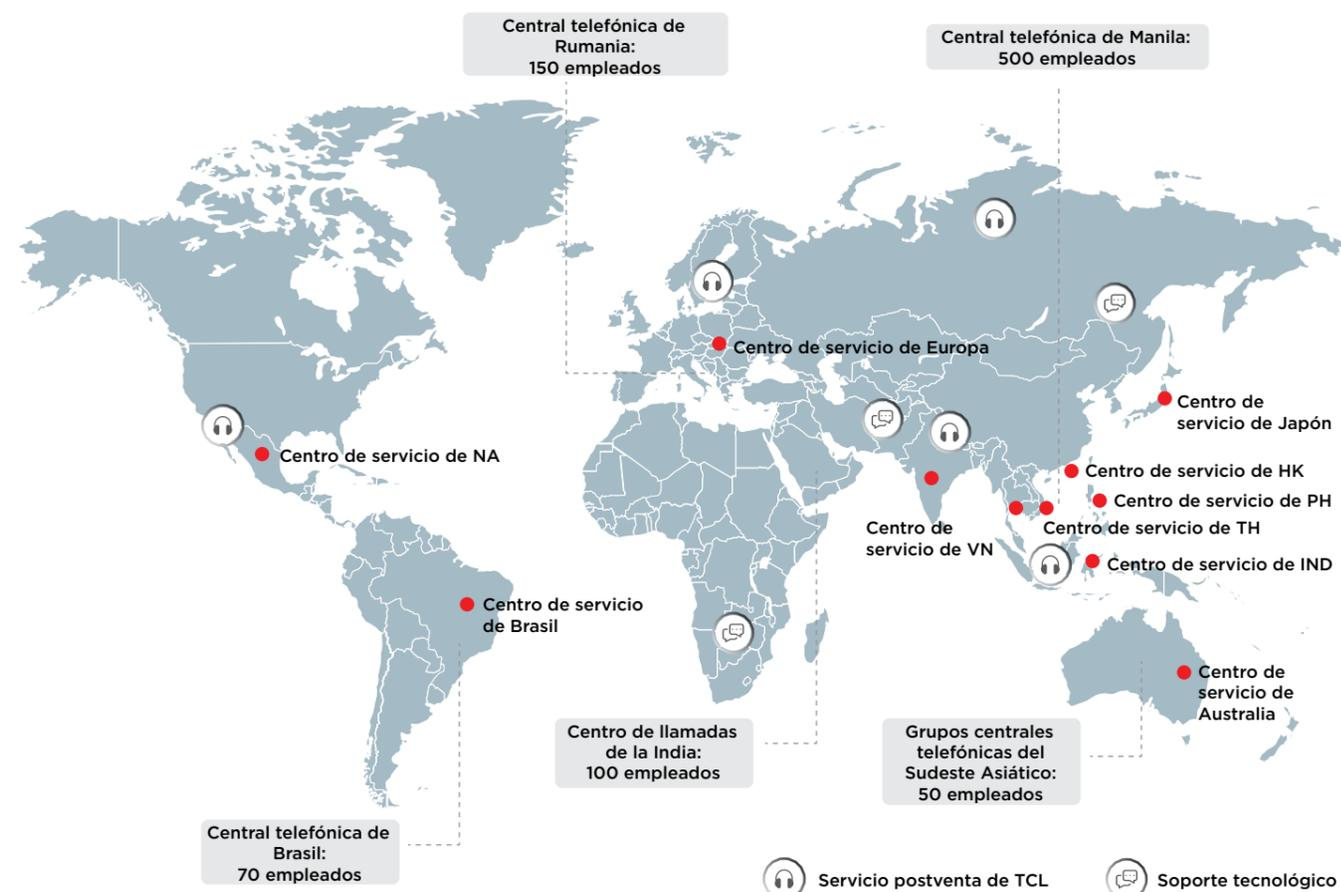 Central telefónica de
Rumania:
150 empleados
Central telefónica de Manila:
500 empleados
Centro de servicio de Europa
Centro de
servicio de Japón
Centro de servicio de NA
Centro de servicio de HK
Centro de servicio de PH
Centro de
servicio de VN
Centro de servicio de TH
Centro de servicio de IND
Centro de servicio
de Brasil
Centro de
servicio de
Australia
Centro de llamadas
de la India:
100 empleados
Grupos centrales
telefónicas del
Sudeste Asiático:
50 empleados
Central telefónica de
Brasil:
70 empleados
Servicio postventa de TCL
Soporte tecnológico